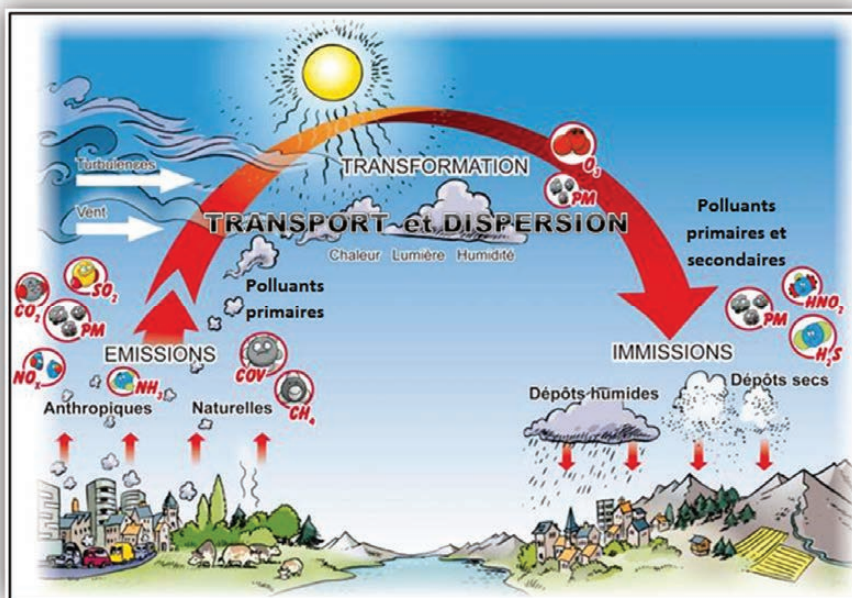 Turbulences
Vent
TRANSFORMATION
TRANSPORT et DISPERSION
Chaleur Lumière Humidité
O₃
PM
Polluants
primaires et
secondaires
Polluants
primaires
CO₂
SO₂
PM
NOₓ
NH₃
EMISSIONS
COV
CH₄
Anthropiques
Naturelles
PM
HNO₂
H₂S
IMMISSIONS
Dépôts humides
Dépôts secs